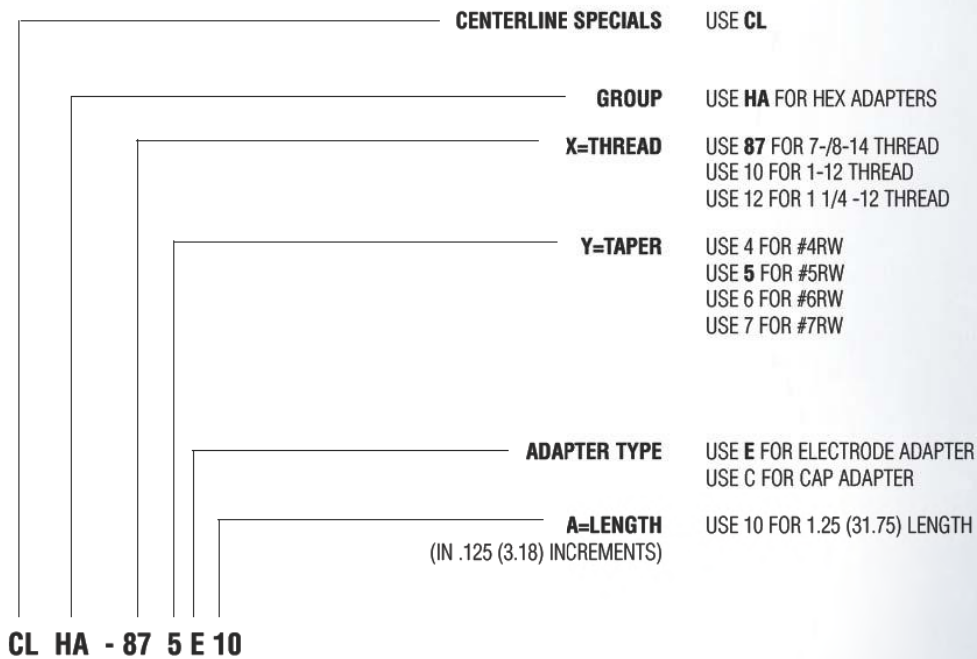 CENTERLINE SPECIALS USE CL
GROUP USE HA FOR HEX ADAPTERS
X=THREAD USE 87 FOR 7-/8-14 THREAD
USE 10 FOR 1-12 THREAD
USE 12 FOR 1 1/4 -12 THREAD
Y=TAPER USE 4 FOR #4RW
USE 5 FOR #5RW
USE 6 FOR #6RW
USE 7 FOR #7RW
ADAPTER TYPE USE E FOR ELECTRODE ADAPTER
USE C FOR CAP ADAPTER
A=LENGTH USE 10 FOR 1.25 (31.75) LENGTH
(IN .125 (3.18) INCREMENTS)
CL HA - 87 5 E 10